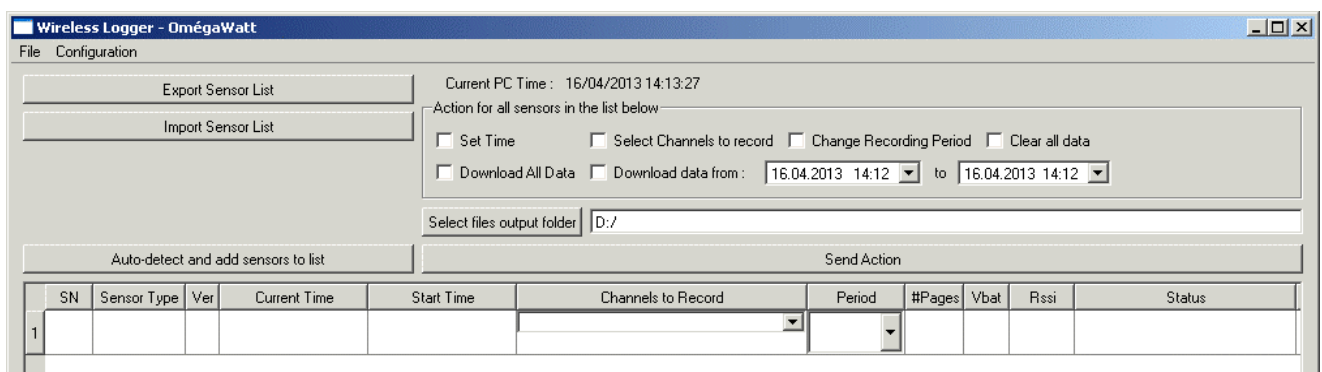 Wireless Logger - OmégaWatt
File Configuration
Export Sensor List
Import Sensor List
Current PC Time : 16/04/2013 14:13:27
Action for all sensors in the list below
Set Time Select Channels to record Change Recording Period Clear all data
Download All Data Download data from : 16.04.2013 14:12 to 16.04.2013 14:12
Select files output folder D:/
Auto-detect and add sensors to list Send Action
SN Sensor Type Ver Current Time Start Time Channels to Record Period #Pages Vbat Rssi Status
1